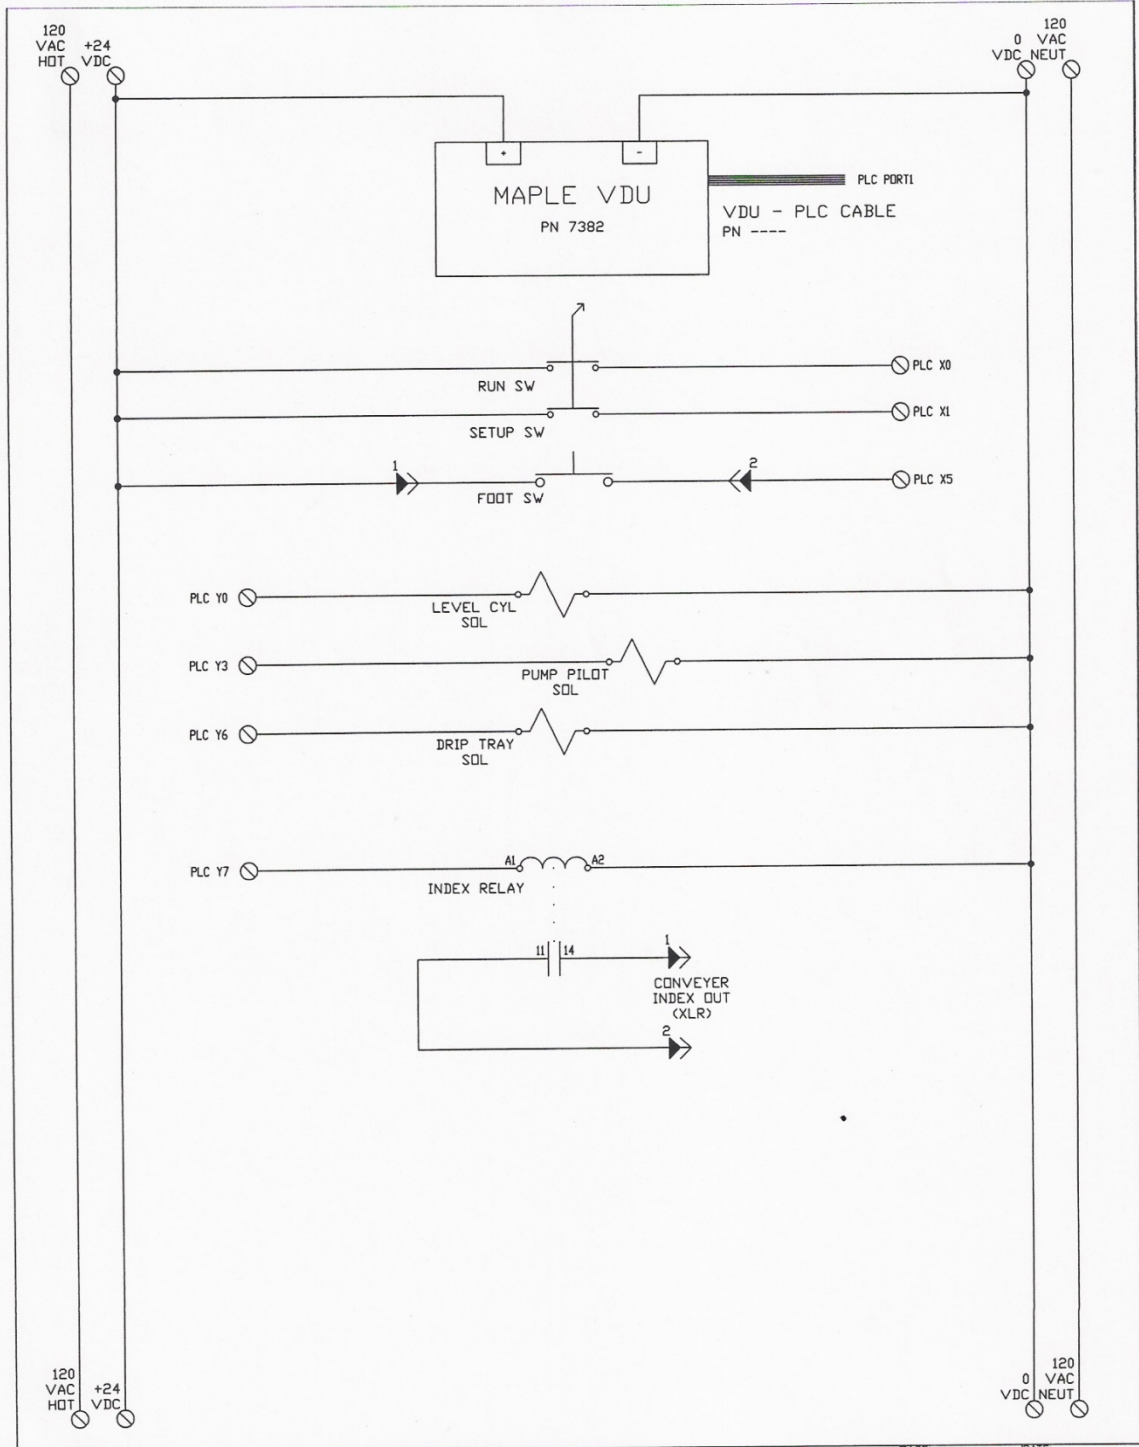 120
VAC
HOT
+24
VDC
0
VDC
120
VAC
NEUT
+
-
MAPLE VDU
PN 7382
PLC PORT1
VDU - PLC CABLE
PN ----
RUN SW
PLC X0
SETUP SW
PLC X1
1
2
FOOT SW
PLC X5
PLC Y0
LEVEL CYL
SOL
PLC Y3
PUMP PILOT
SOL
PLC Y6
DRIP TRAY
SOL
PLC Y7
A1
A2
INDEX RELAY
11
14
1
CONVEYER
INDEX OUT
(XLR)
2
120
VAC
HOT
+24
VDC
0
VDC
120
VAC
NEUT